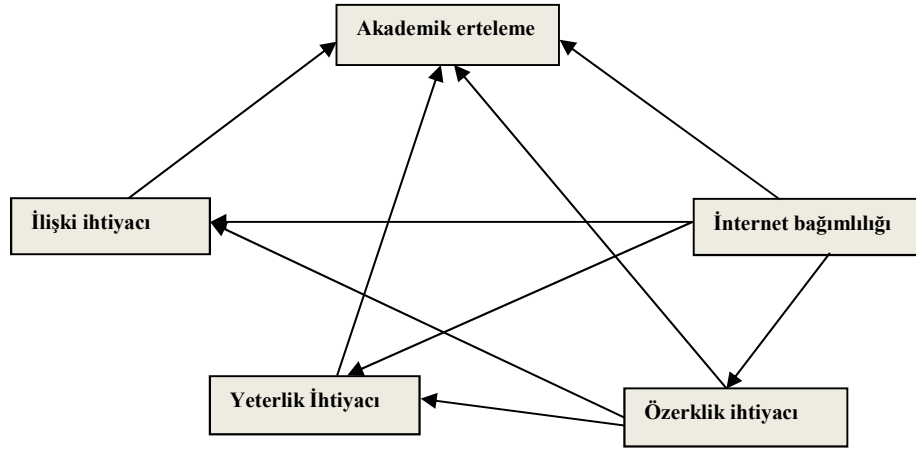 Akademik erteleme
İlişki ihtiyacı
İnternet bağımlılığı
Yeterlik İhtiyacı
Özerklik ihtiyacı